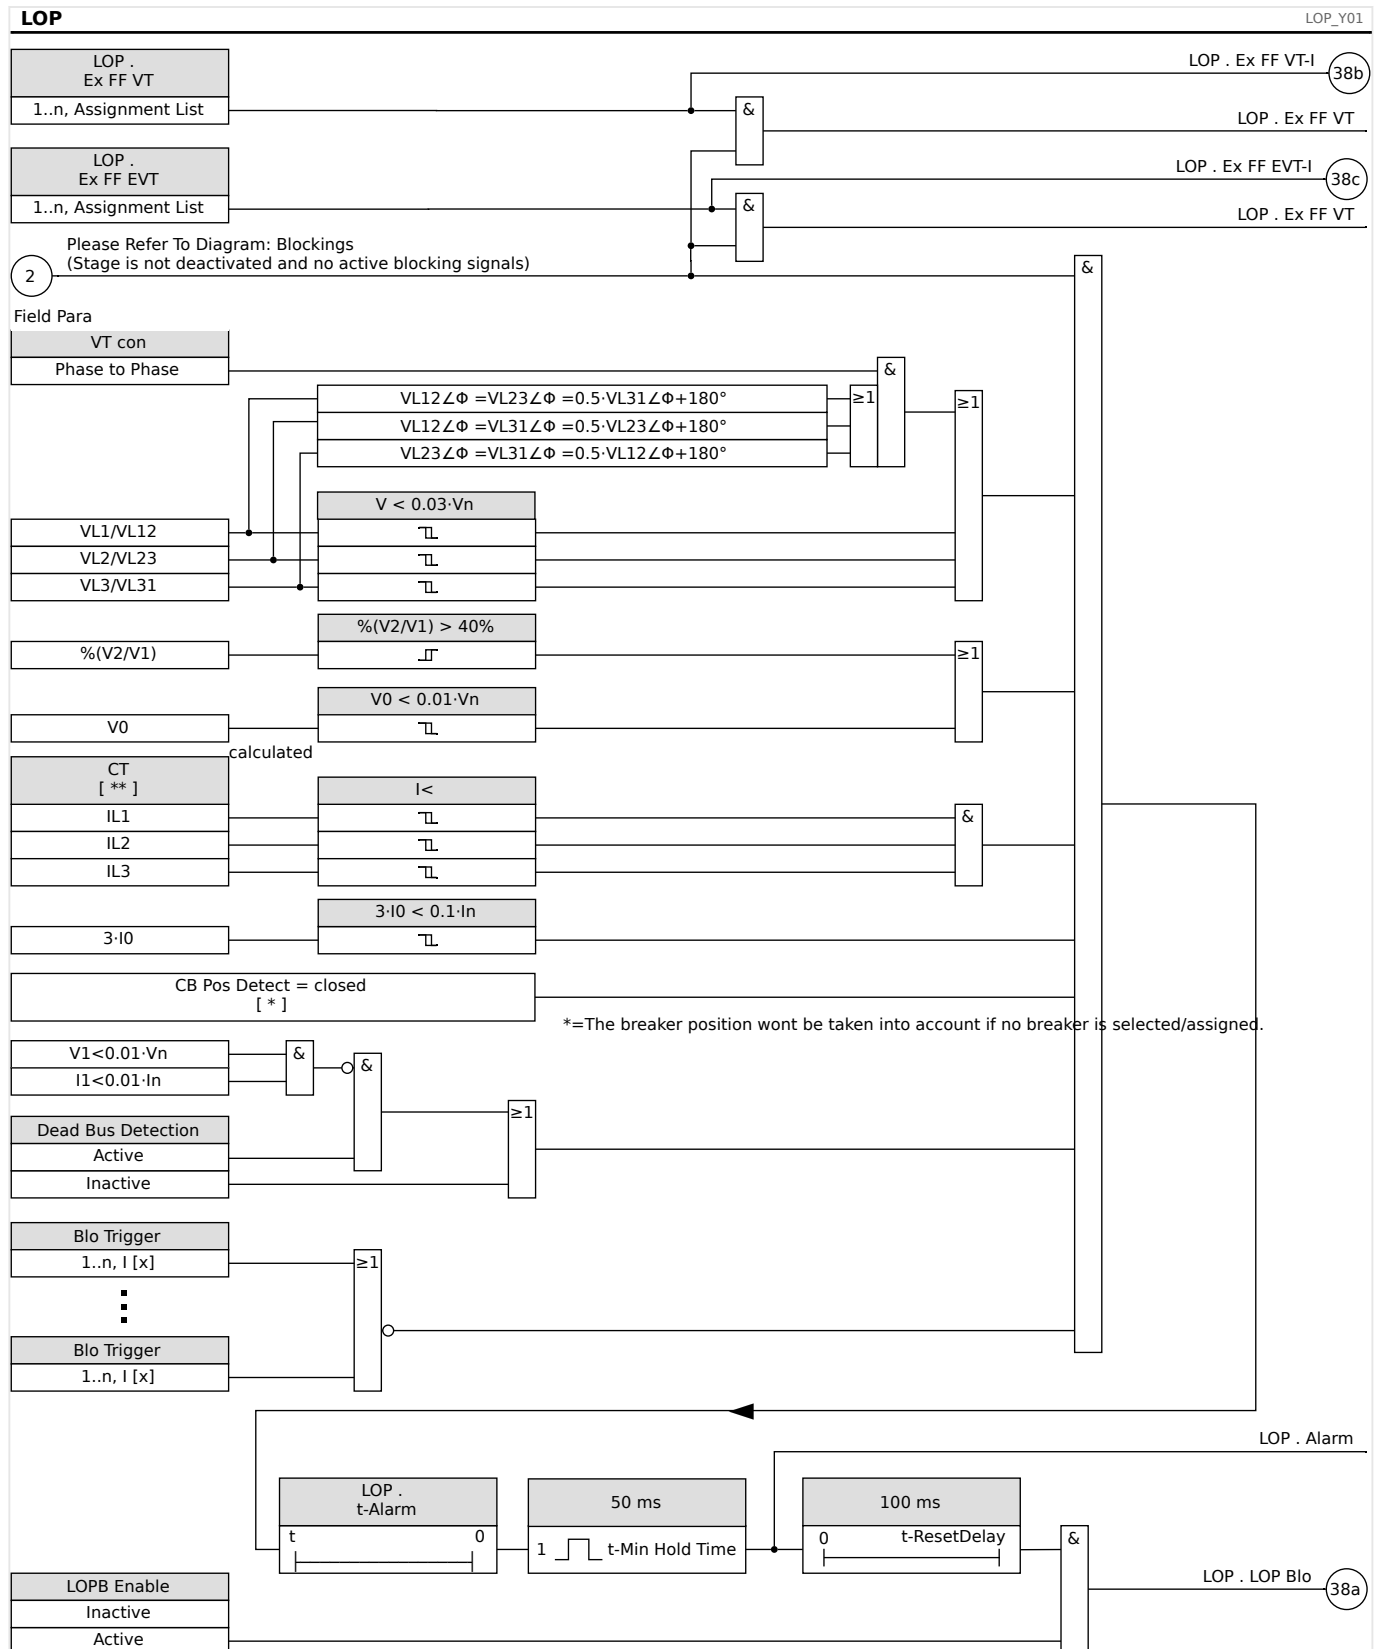 LOP
LOP_Y01
LOP .
Ex FF VT
1..n, Assignment List
LOP . Ex FF VT-I
38b
&
LOP . Ex FF VT
LOP .
Ex FF EVT
1..n, Assignment List
LOP . Ex FF EVT-I
38c
&
LOP . Ex FF VT
Please Refer To Diagram: Blockings
(Stage is not deactivated and no active blocking signals)
2
&
Field Para
VT con
Phase to Phase
&
VL12∠Φ =VL23∠Φ =0.5·VL31∠Φ+180°
≥1
≥1
VL12∠Φ =VL31∠Φ =0.5·VL23∠Φ+180°
VL23∠Φ =VL31∠Φ =0.5·VL12∠Φ+180°
V < 0.03·Vn
VL1/VL12
VL2/VL23
VL3/VL31
%(V2/V1) > 40%
%(V2/V1)
≥1
V0 < 0.01·Vn
V0
calculated
CT
[ ** ]
I<
IL1
&
IL2
IL3
3·I0 < 0.1·In
3·I0
CB Pos Detect = closed
[ * ]
*=The breaker position wont be taken into account if no breaker is selected/assigned.
V1<0.01·Vn
&
&
I1<0.01·In
≥1
Dead Bus Detection
Active
Inactive
Blo Trigger
1..n, I [x]
≥1
Blo Trigger
1..n, I [x]
LOP . Alarm
LOP .
t-Alarm
50 ms
100 ms
t
0
1
t-Min Hold Time
0
t-ResetDelay
&
LOPB Enable
Inactive
Active
LOP . LOP Blo
38a